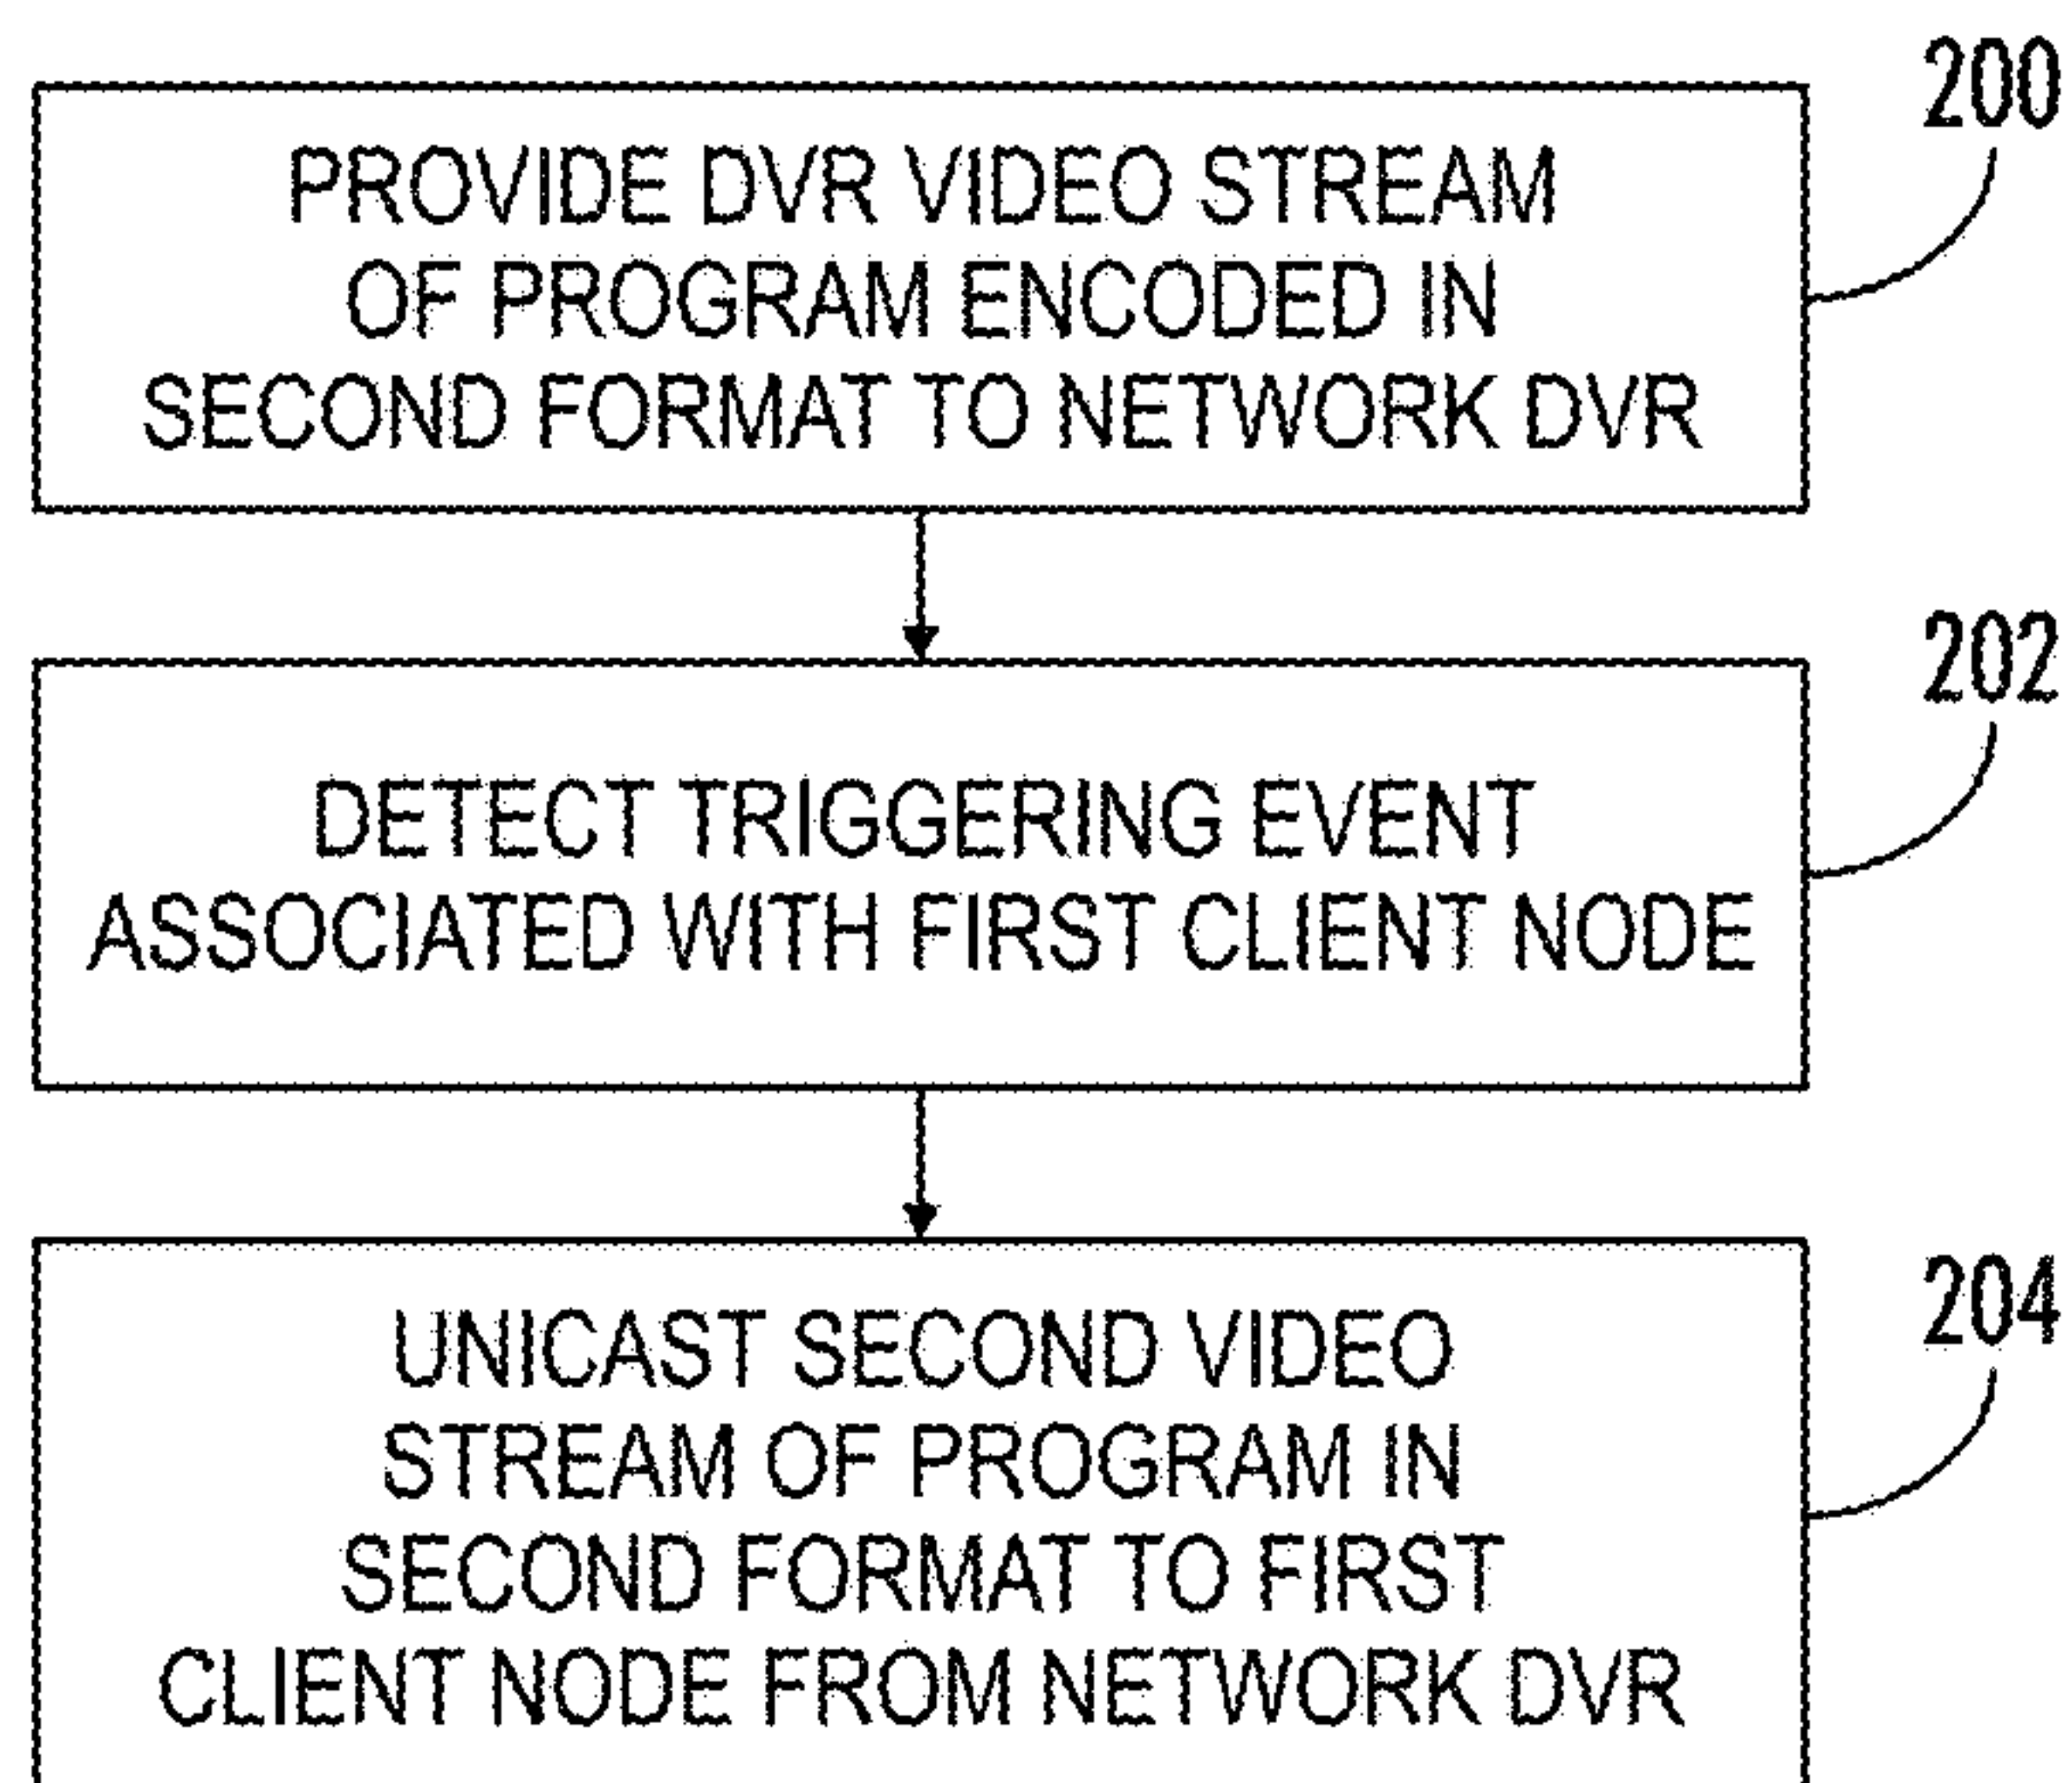 200
PROVIDE DVR VIDEO STREAM
OF PROGRAM ENCODED IN
SECOND FORMAT TO NETWORK DVR
202
DETECT TRIGGERING EVENT
ASSOCIATED WITH FIRST CLIENT NODE
204
UNICAST SECOND VIDEO
STREAM OF PROGRAM IN
SECOND FORMAT TO FIRST
CLIENT NODE FROM NETWORK DVR